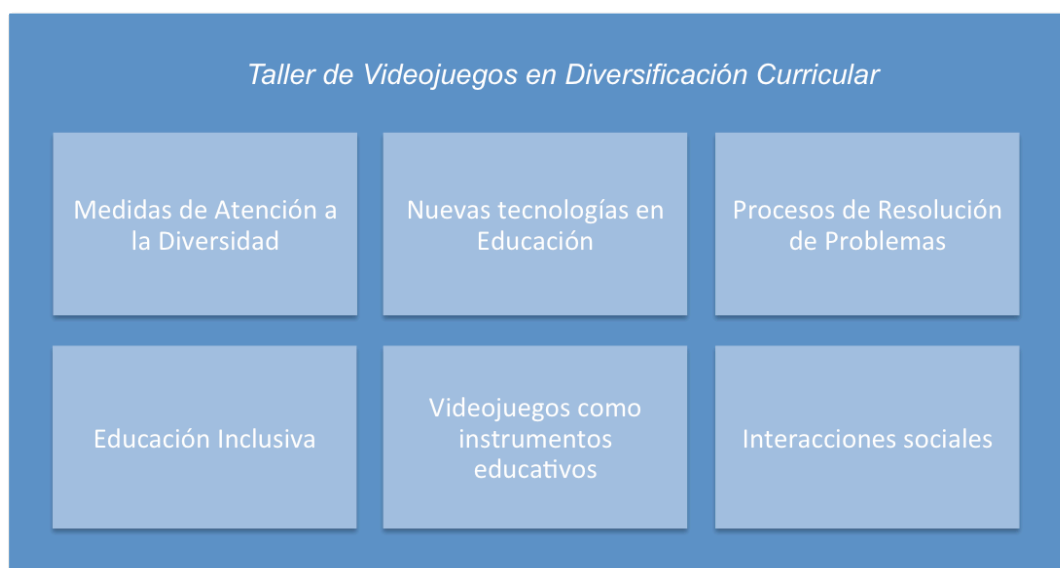 Taller de Videojuegos en Diversificación Curricular
Medidas de Atención a
la Diversidad
Nuevas tecnologías en
Educación
Procesos de Resolución
de Problemas
Educación Inclusiva
Videojuegos como
instrumentos
educativos
Interacciones sociales